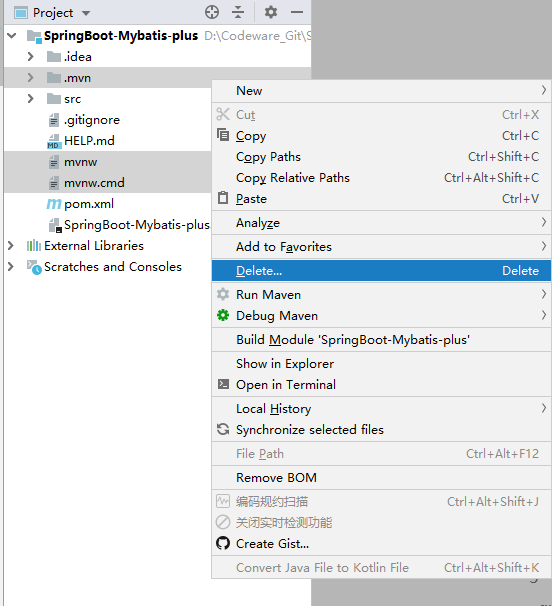 Project
SpringBoot-Mybatis-plus D:\Codeware_Git\S
.idea
.mvn
src
.gitignore
HELP.md
mvnw
mvnw.cmd
pom.xml
SpringBoot-Mybatis-plus
External Libraries
Scratches and Consoles
New
Cut Ctrl+X
Copy Ctrl+C
Copy Paths Ctrl+Shift+C
Copy Relative Paths Ctrl+Alt+Shift+C
Paste Ctrl+V
Analyze
Add to Favorites
Delete... Delete
Run Maven
Debug Maven
Build Module 'SpringBoot-Mybatis-plus'
Show in Explorer
Open in Terminal
Local History
Synchronize selected files
File Path Ctrl+Alt+F12
Remove BOM
编码规约扫描 Ctrl+Alt+Shift+J
关闭实时检测功能
Create Gist...
Convert Java File to Kotlin File Ctrl+Alt+Shift+K